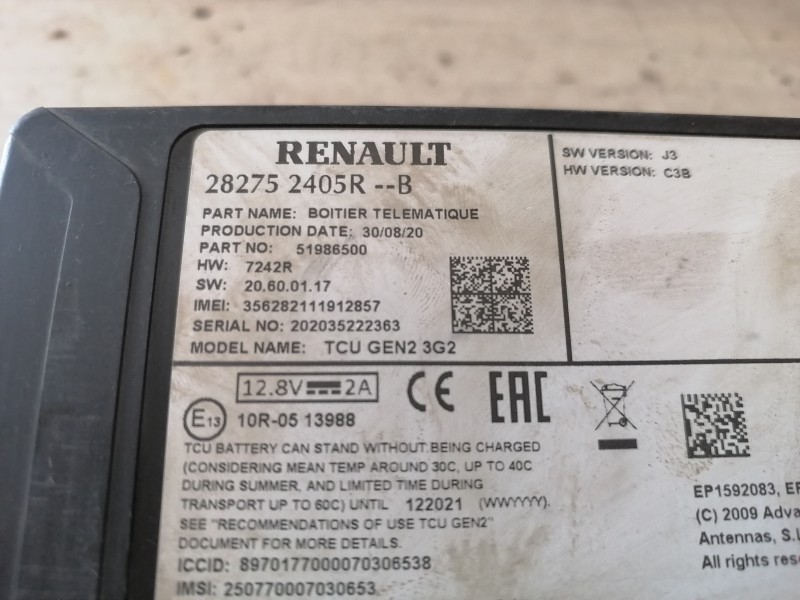 RENAULT
28275 2405R --B
PART NAME: BOITIER TELEMATIQUE
PRODUCTION DATE: 30/08/20
PART NO: 51986500
HW: 7242R
SW: 20.60.01.17
IMEI: 356282111912857
SERIAL NO: 202035222363
MODEL NAME: TCU GEN2 3G2
SW VERSION: J3
HW VERSION: C3B
12.8V 2A
CE EAC
E13 10R-05 13988
TCU BATTERY CAN STAND WITHOUT BEING CHARGED
(CONSIDERING MEAN TEMP AROUND 30C, UP TO 40C
DURING SUMMER, AND LIMITED TIME DURING
TRANSPORT UP TO 60C) UNTIL 122021 (WWYYYY).
SEE "RECOMMENDATIONS OF USE TCU GEN2"
DOCUMENT FOR MORE DETAILS.
ICCID: 8970177000070306538
IMSI: 250770007030653
EP1592083, EP
(C) 2009 Adva
Antennas, S.L
All rights rese